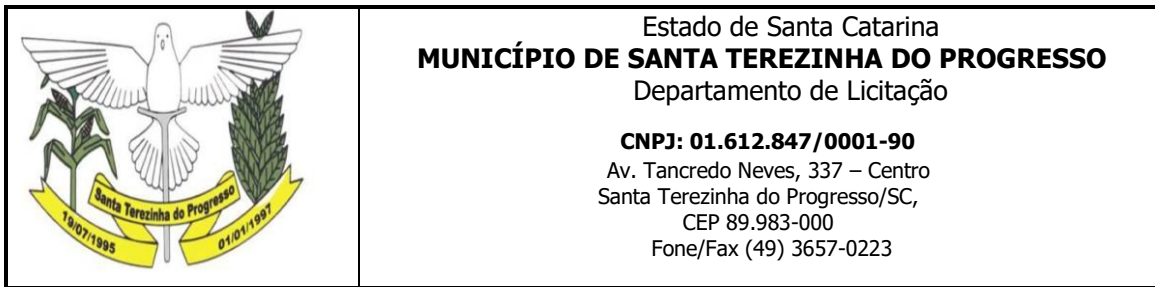 Estado de Santa Catarina
MUNICÍPIO DE SANTA TEREZINHA DO PROGRESSO
Departamento de Licitação
CNPJ: 01.612.847/0001-90
Av. Tancredo Neves, 337 – Centro
Santa Terezinha do Progresso/SC,
CEP 89.983-000
Fone/Fax (49) 3657-0223
Santa Terezinha do Progresso
19/07/1995
01/01/1997